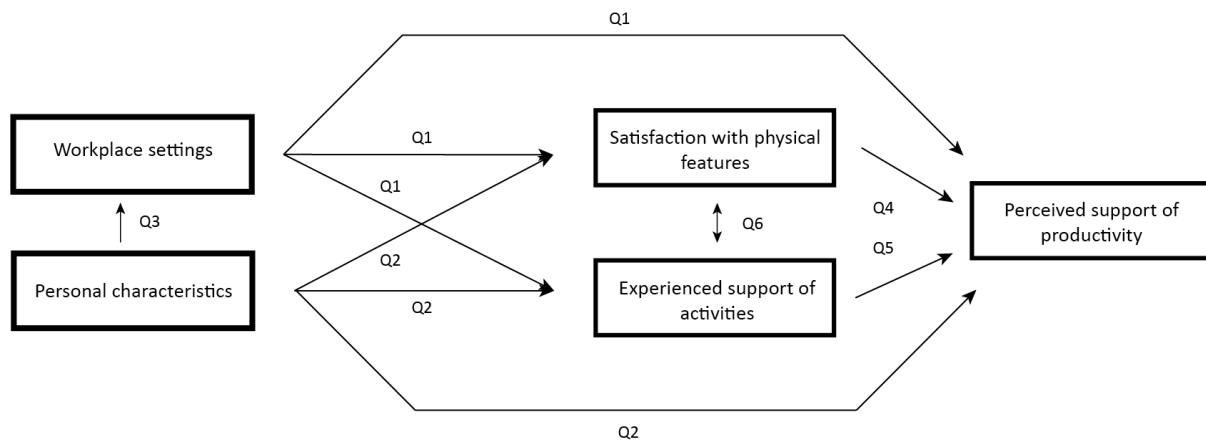 Q1
Workplace settings
Q1
Satisfaction with physical
features
Q1
Q3
Q4
Perceived support of
productivity
Q6
Q5
Q2
Personal characteristics
Q2
Experienced support of
activities
Q2